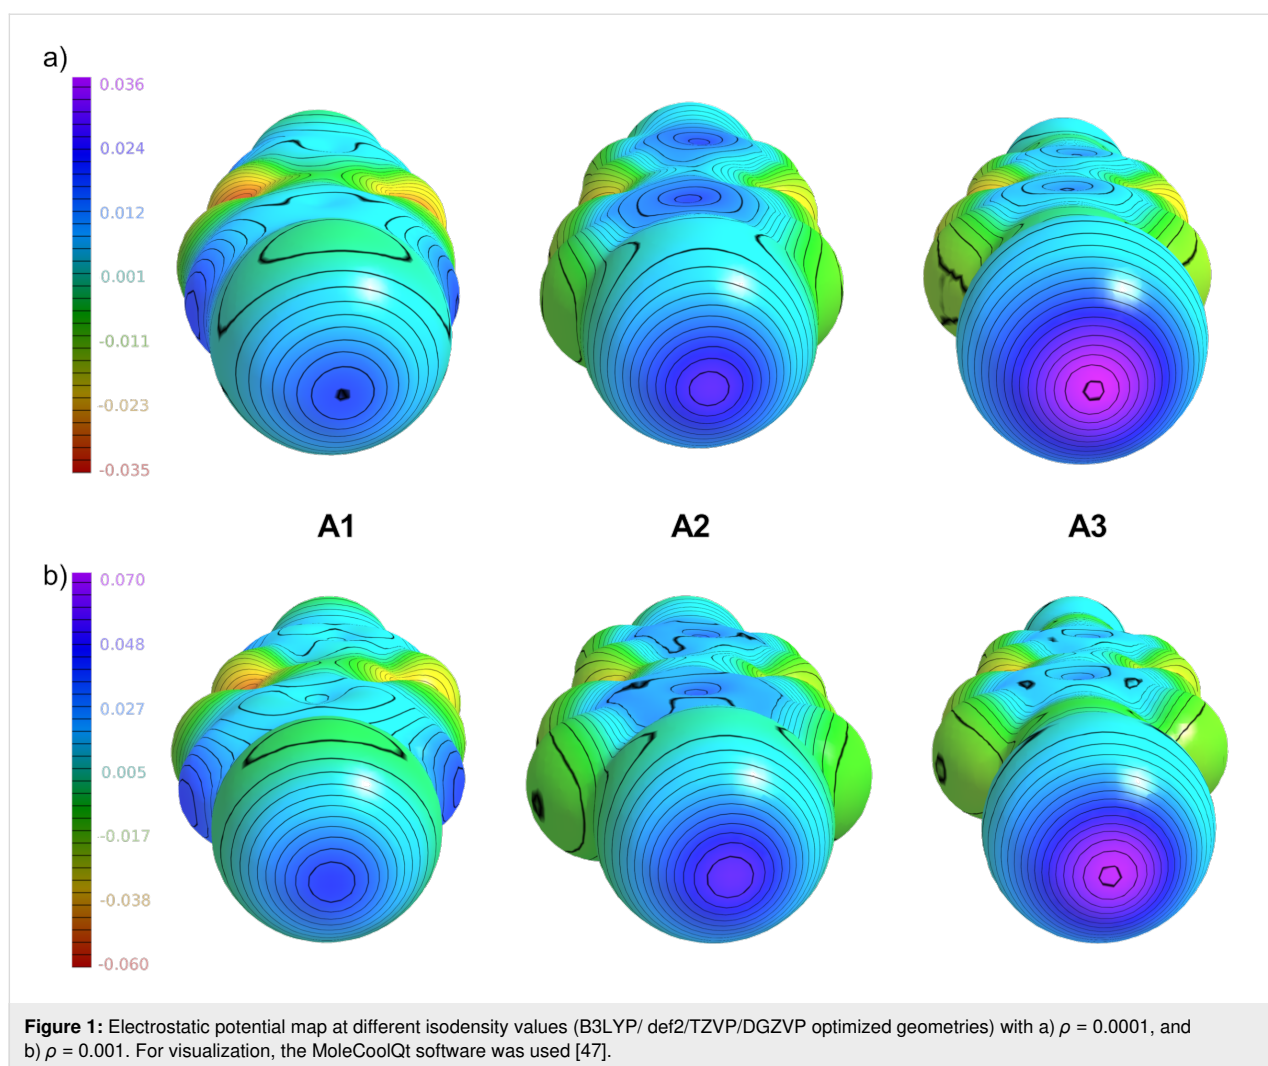 a)
0.036
0.024
0.012
0.001
-0.011
-0.023
-0.035
A1 A2 A3
b)
0.070
0.048
0.027
0.005
-0.017
-0.038
-0.060
Figure 1: Electrostatic potential map at different isodensity values (B3LYP/ def2/TZVP/DGZVP optimized geometries) with a) ρ = 0.0001, and
b) ρ = 0.001. For visualization, the MoleCoolQt software was used [47].